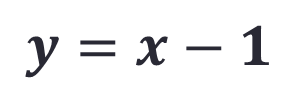 y = x − 1